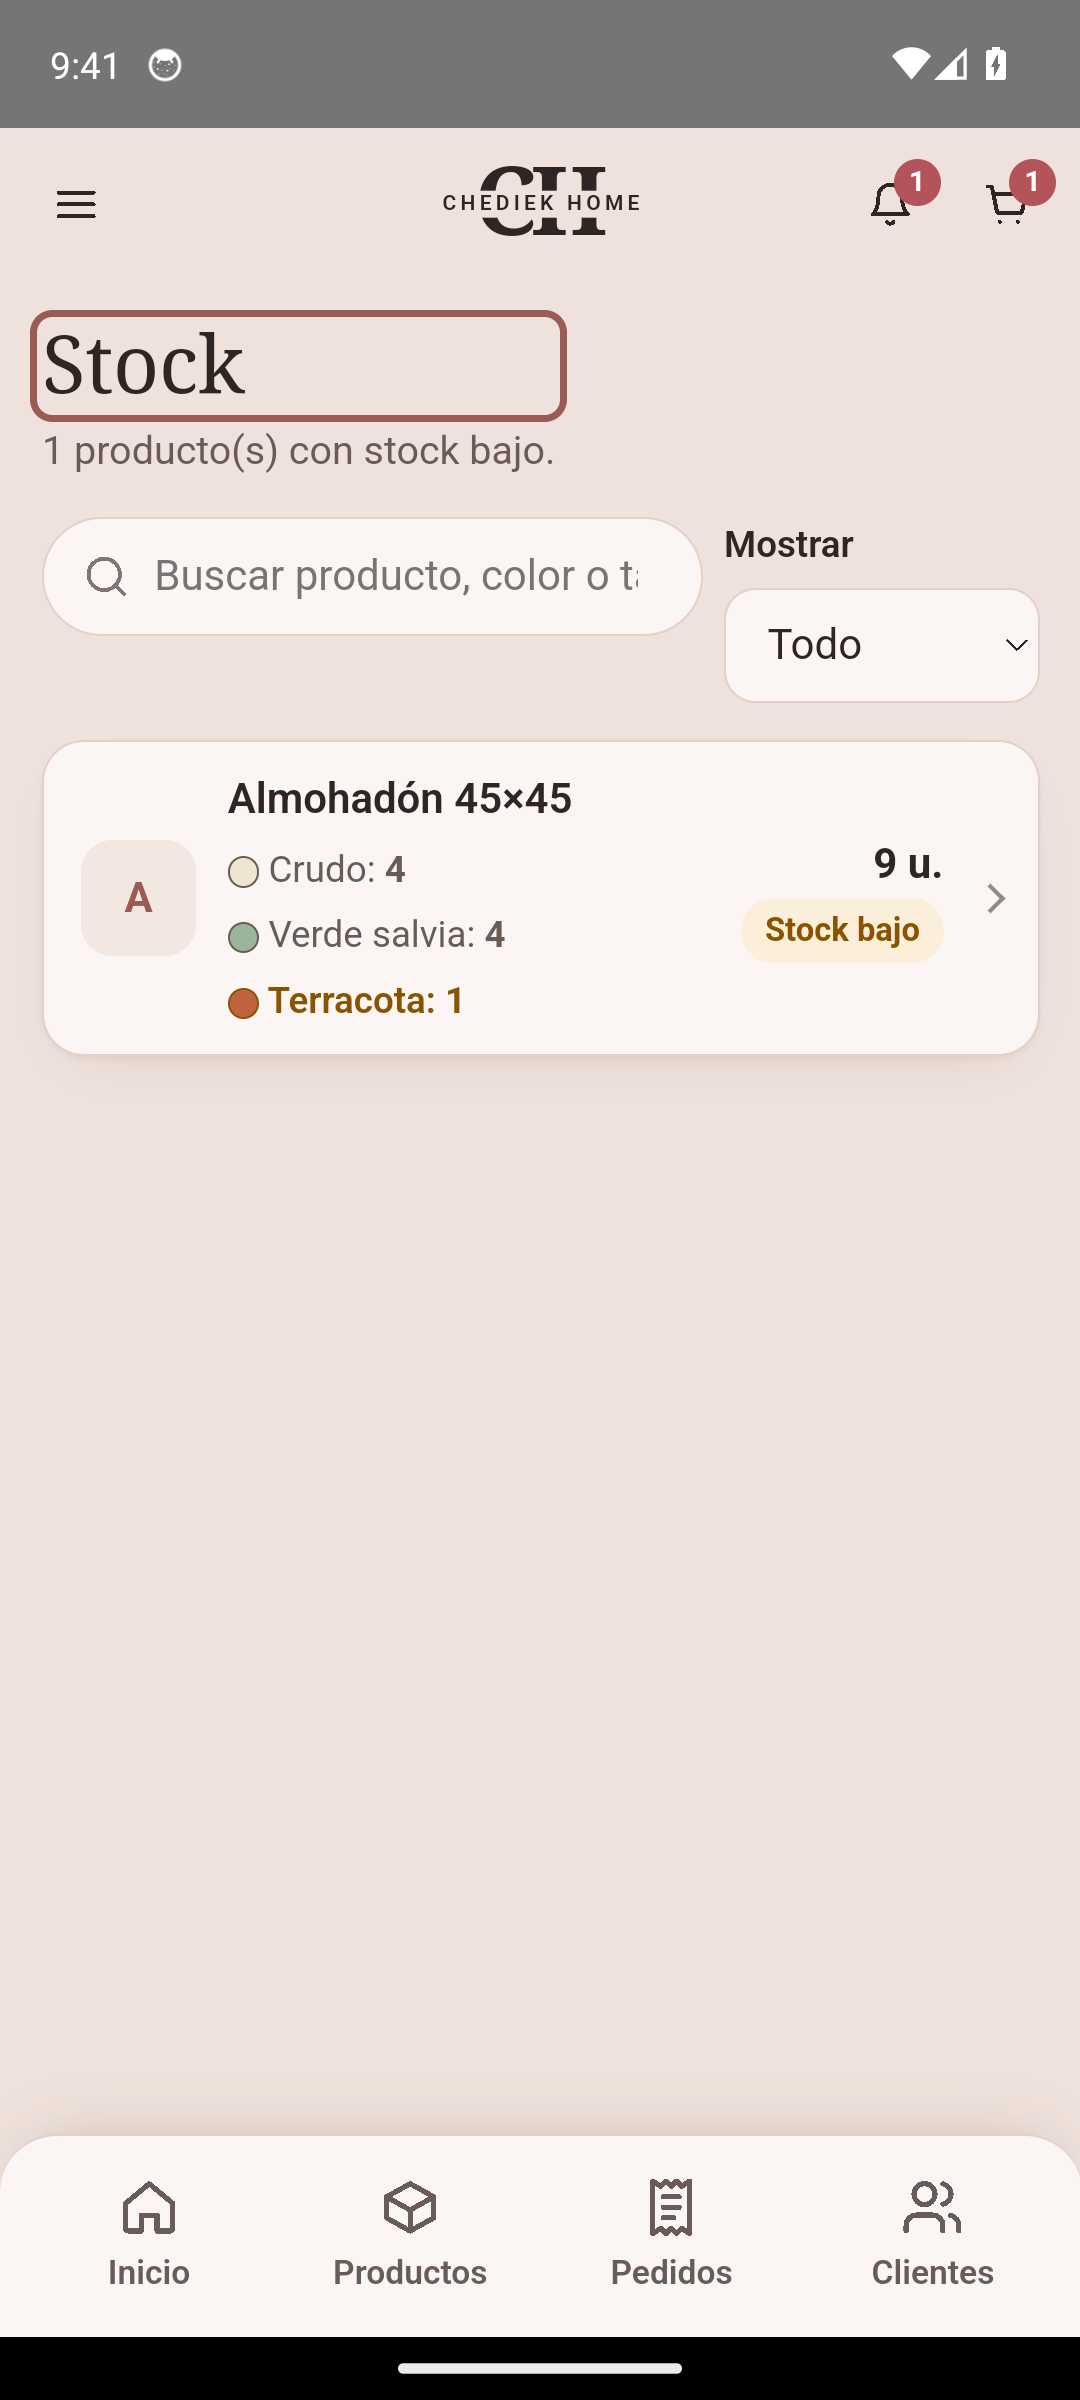 9:41
CHEDIEK HOME
CH
1
1
Stock
1 producto(s) con stock bajo.
Buscar producto, color o ta
Mostrar
Todo
Almohadón 45×45
A
Crudo: 4
Verde salvia: 4
Terracota: 1
9 u.
Stock bajo
Inicio
Productos
Pedidos
Clientes